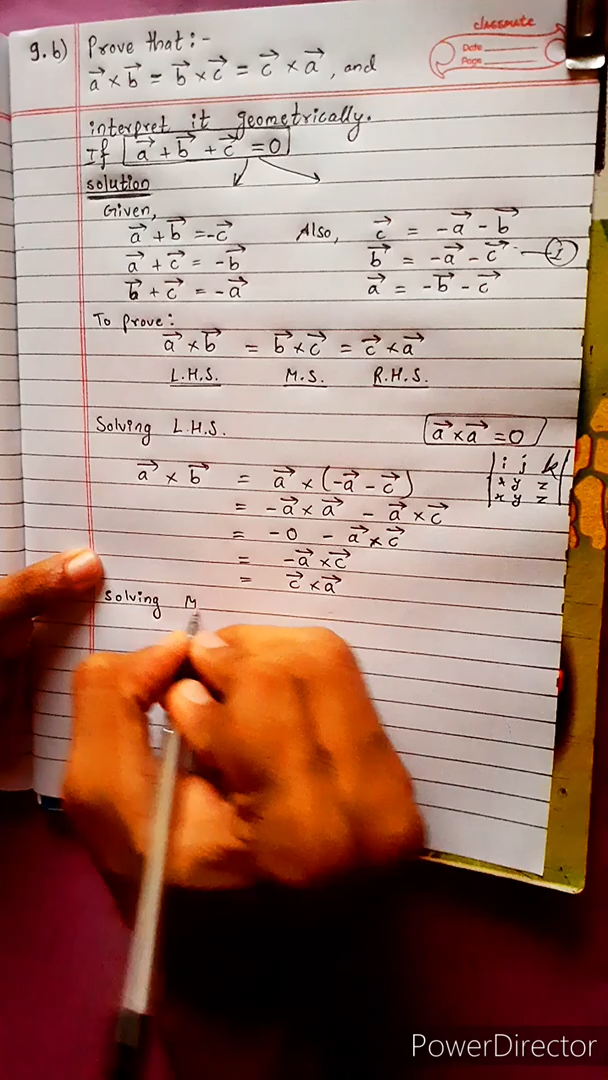 classmate
Date
Page
9. b) Prove that:-
a⃗ × b⃗ = b⃗ × c⃗ = c⃗ × a⃗, and
interpret it geometrically.
If a⃗ + b⃗ + c⃗ = 0
solution
Given,
a⃗ + b⃗ = -c⃗ Also, c⃗ = -a⃗ - b⃗
a⃗ + c⃗ = -b⃗ b⃗ = -a⃗ - c⃗ - I
b⃗ + c⃗ = -a⃗ a⃗ = -b⃗ - c⃗
To prove:
a⃗ × b⃗ = b⃗ × c⃗ = c⃗ × a⃗
L.H.S. M.S. R.H.S.
Solving L.H.S. a⃗ × a⃗ = 0
i j k
x y z
x y z
a⃗ × b⃗ = a⃗ × (-a⃗ - c⃗)
= -a⃗ × a⃗ - a⃗ × c⃗
= -0 - a⃗ × c⃗
= -a⃗ × c⃗
= c⃗ × a⃗
Solving M
PowerDirector